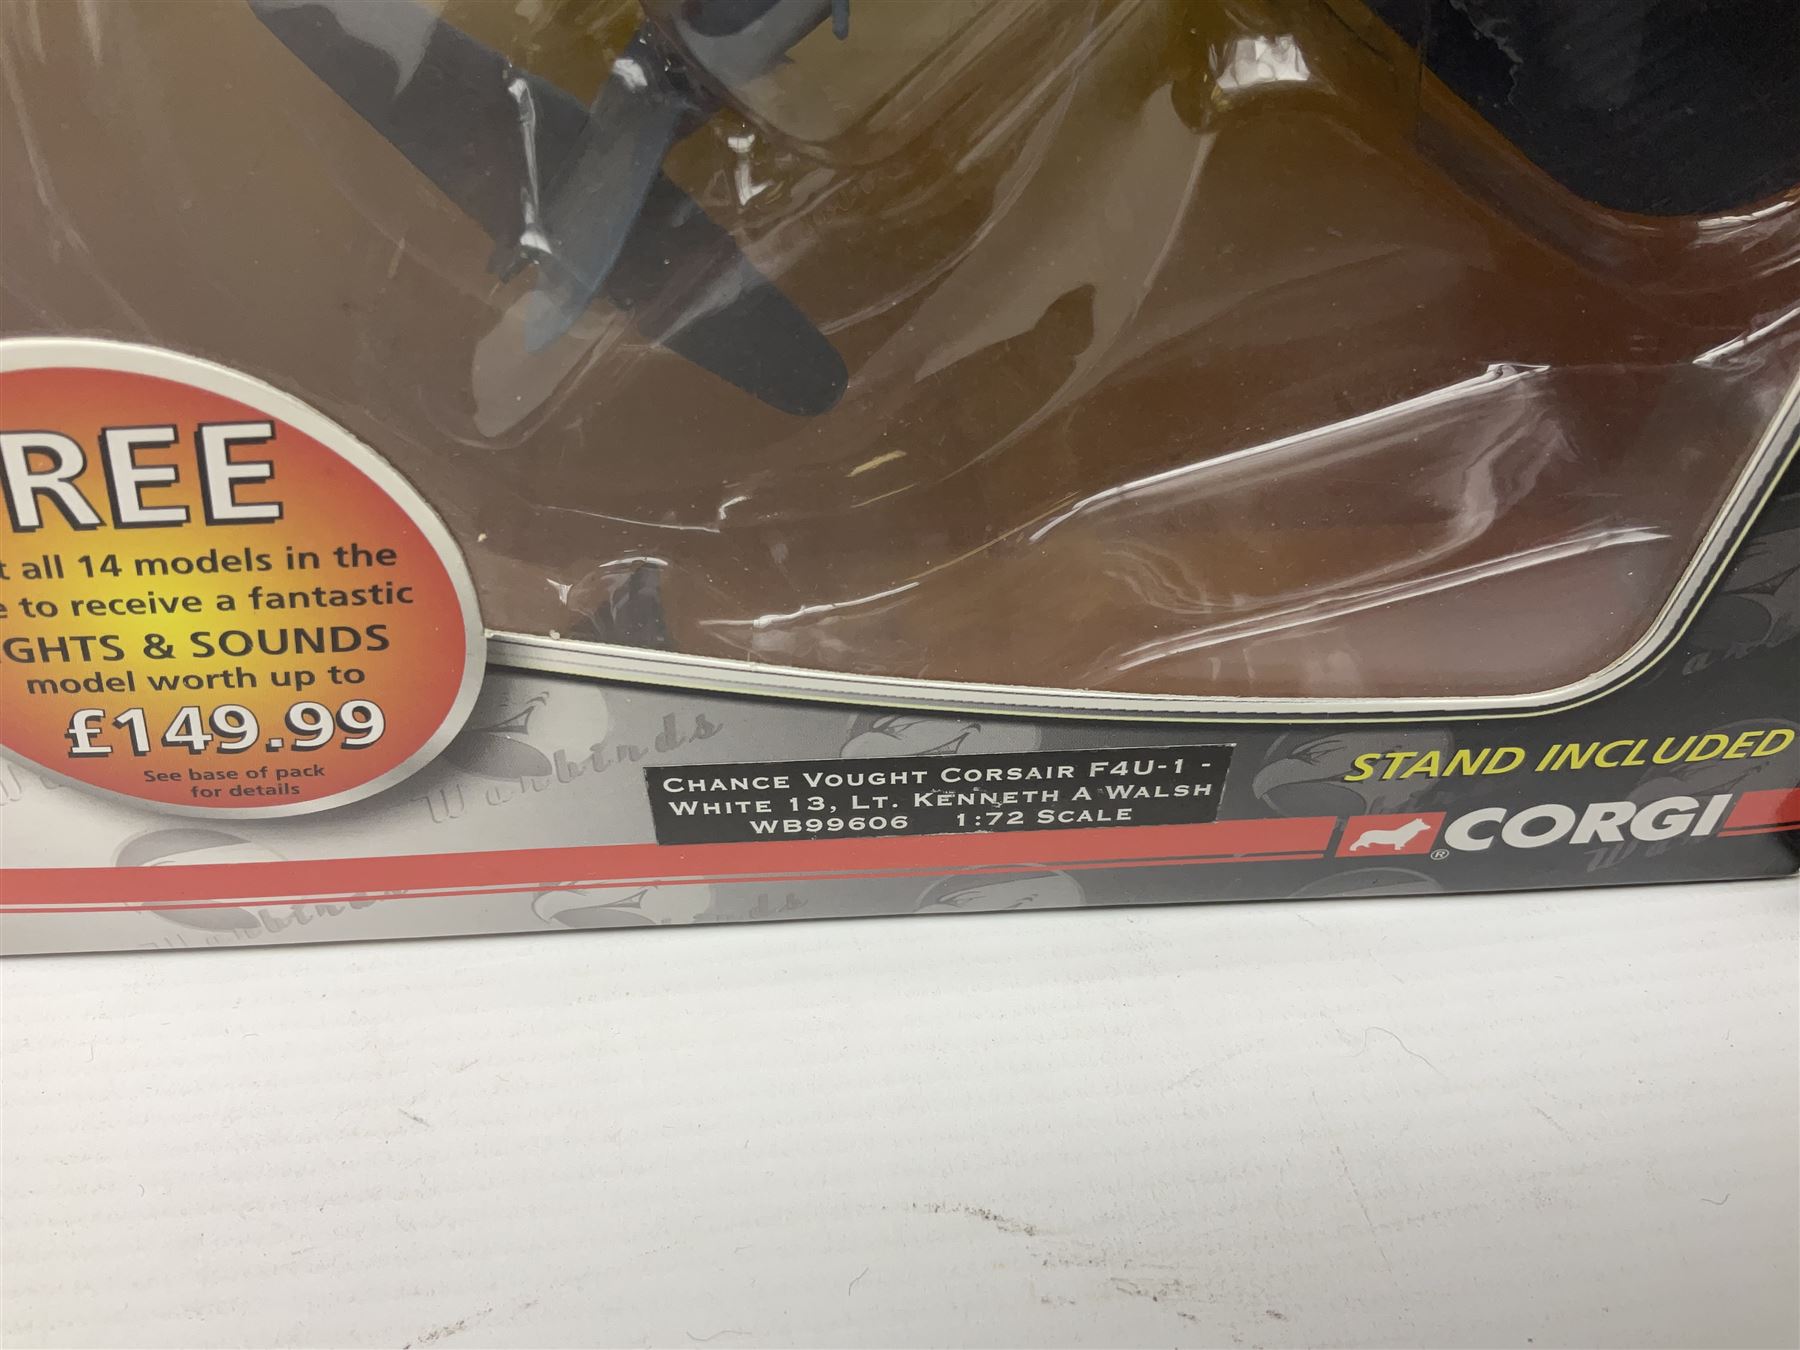 REE
t all 14 models in the
e to receive a fantastic
GHTS & SOUNDS
model worth up to
£149.99
See base of pack
for details
Warbirds
CHANCE VOUGHT CORSAIR F4U-1 -
WHITE 13, LT. KENNETH A WALSH
WB99606 1:72 SCALE
STAND INCLUDED
® CORGI